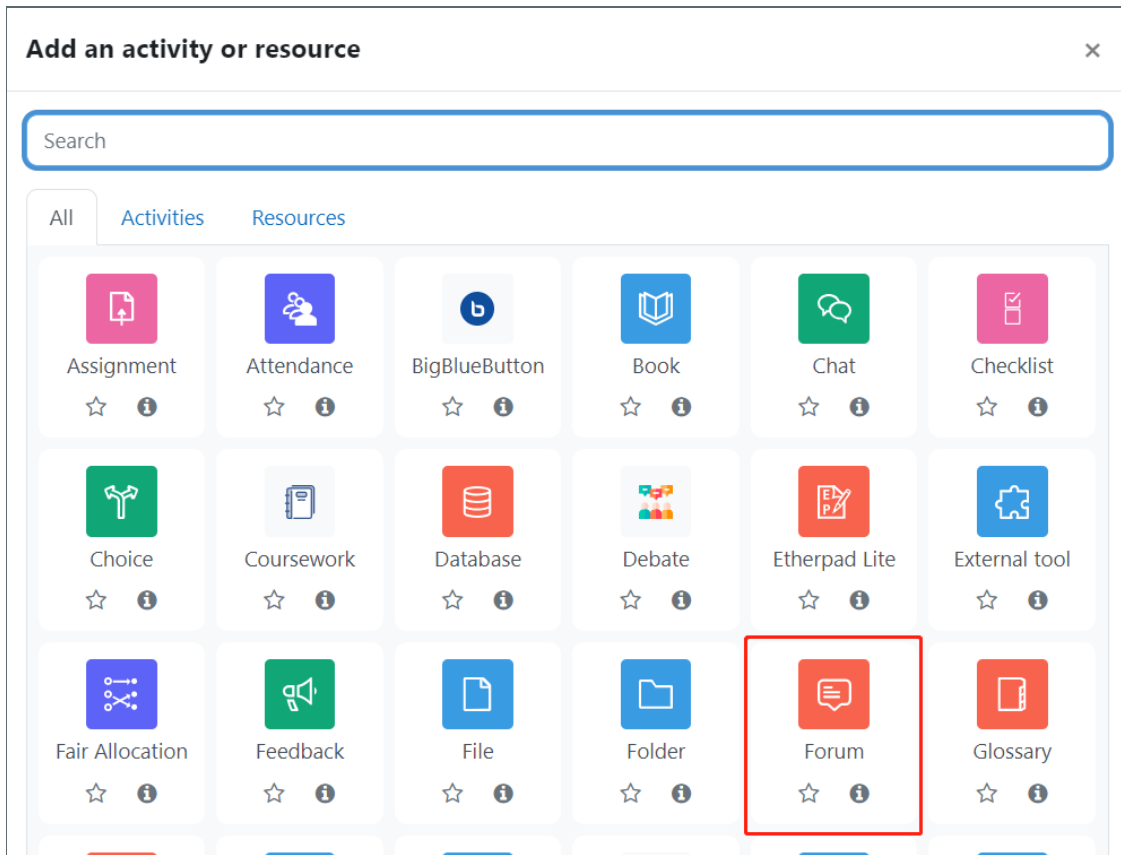 Add an activity or resource
Search
All Activities Resources
Assignment Attendance BigBlueButton Book Chat Checklist
Choice Coursework Database Debate Etherpad Lite External tool
Fair Allocation Feedback File Folder Forum Glossary